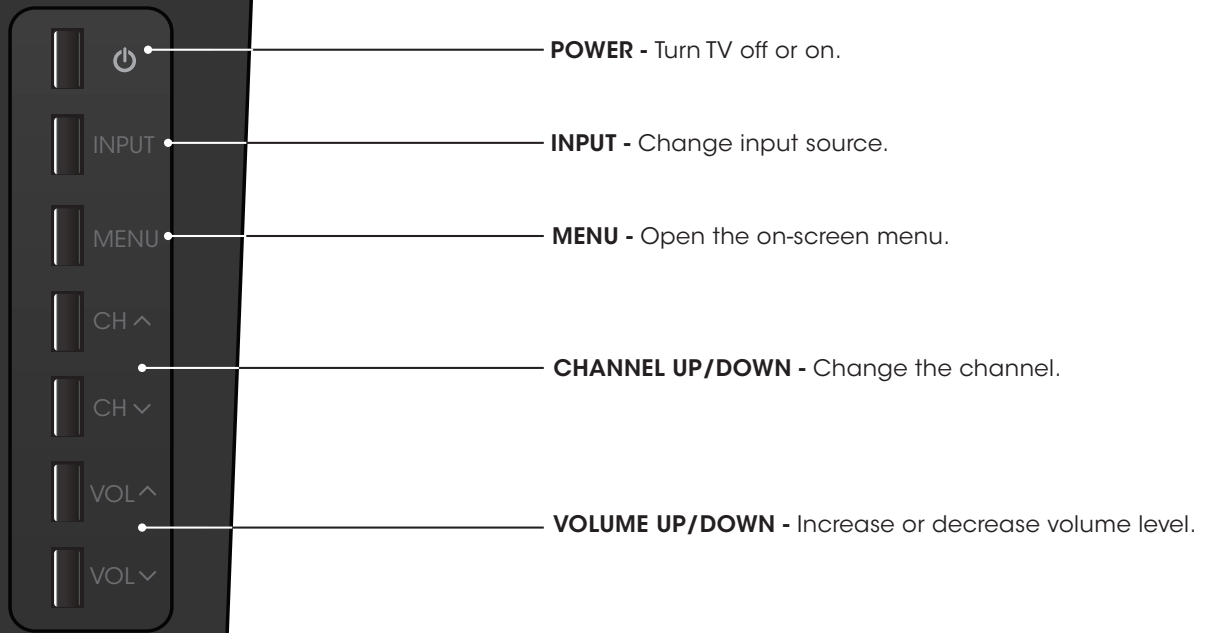 POWER - Turn TV off or on.
INPUT
INPUT - Change input source.
MENU
MENU - Open the on-screen menu.
CH
CHANNEL UP/DOWN - Change the channel.
CH
VOL
VOLUME UP/DOWN - Increase or decrease volume level.
VOL